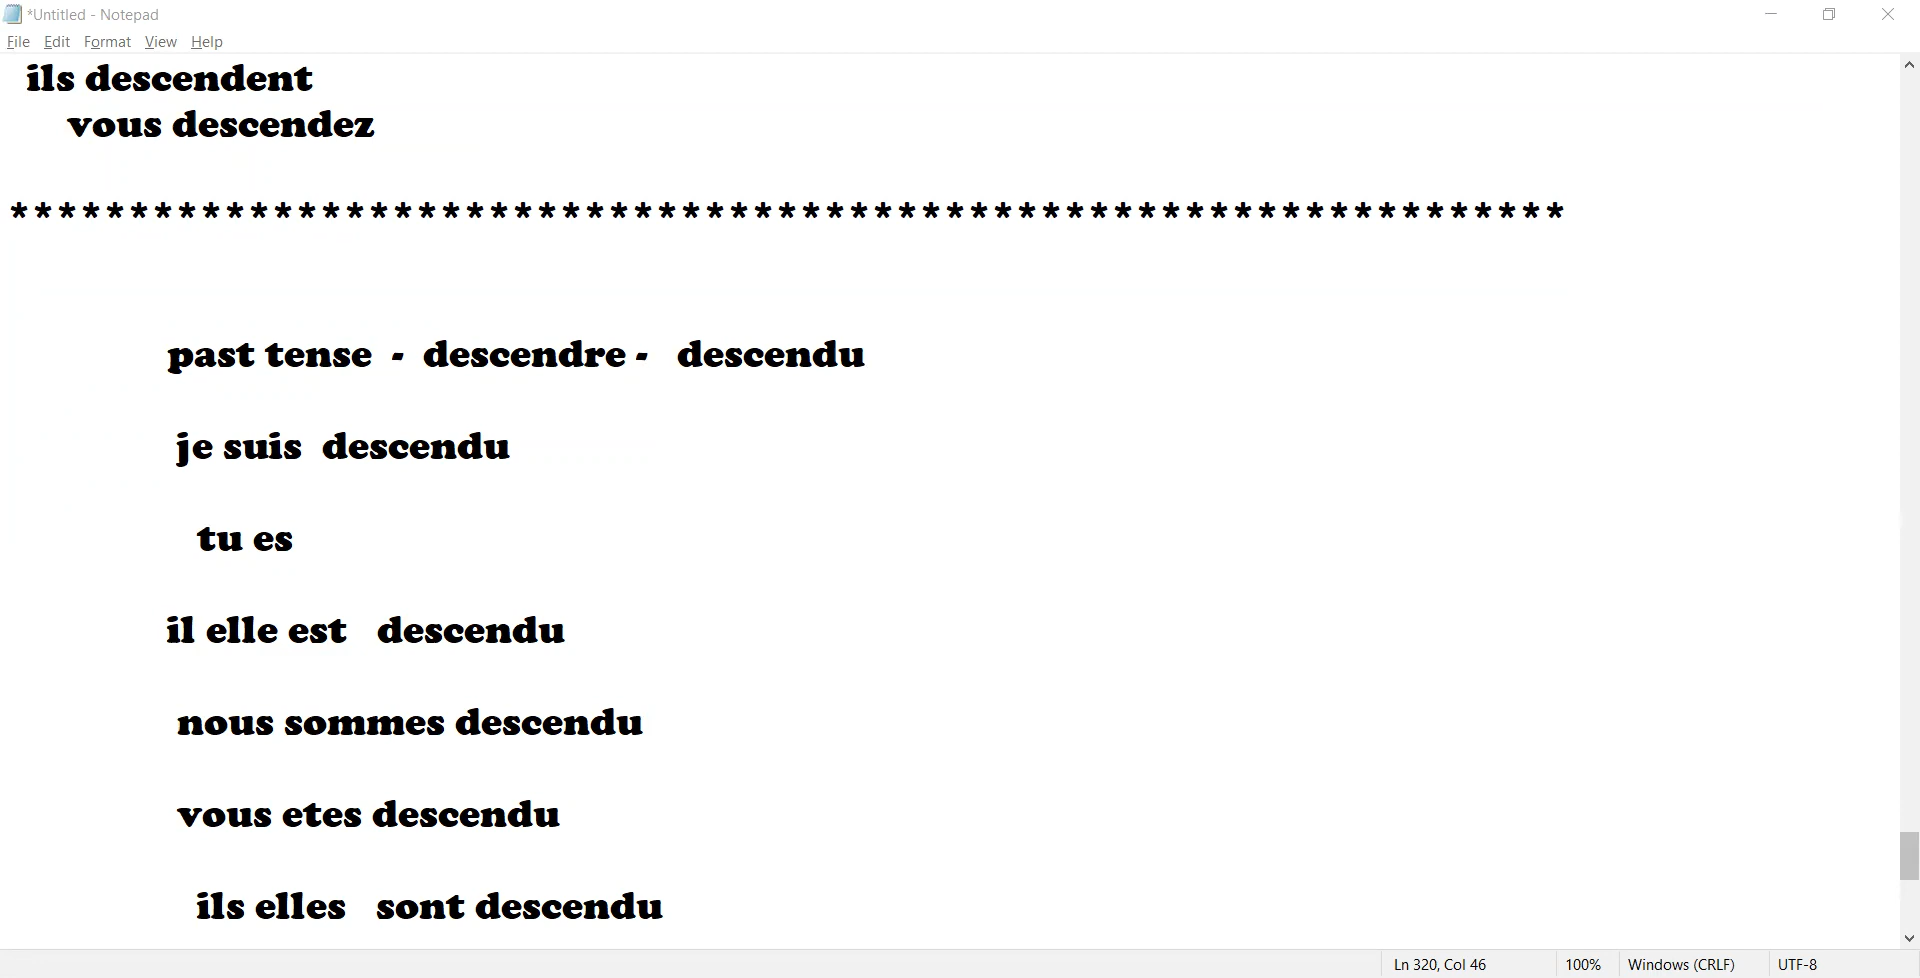 *Untitled - Notepad
File Edit Format View Help
ils descendent
vous descendez
*****************************************************************
past tense - descendre - descendu
je suis descendu
tu es
il elle est descendu
nous sommes descendu
vous etes descendu
ils elles sont descendu
Ln 320, Col 46 100% Windows (CRLF) UTF-8